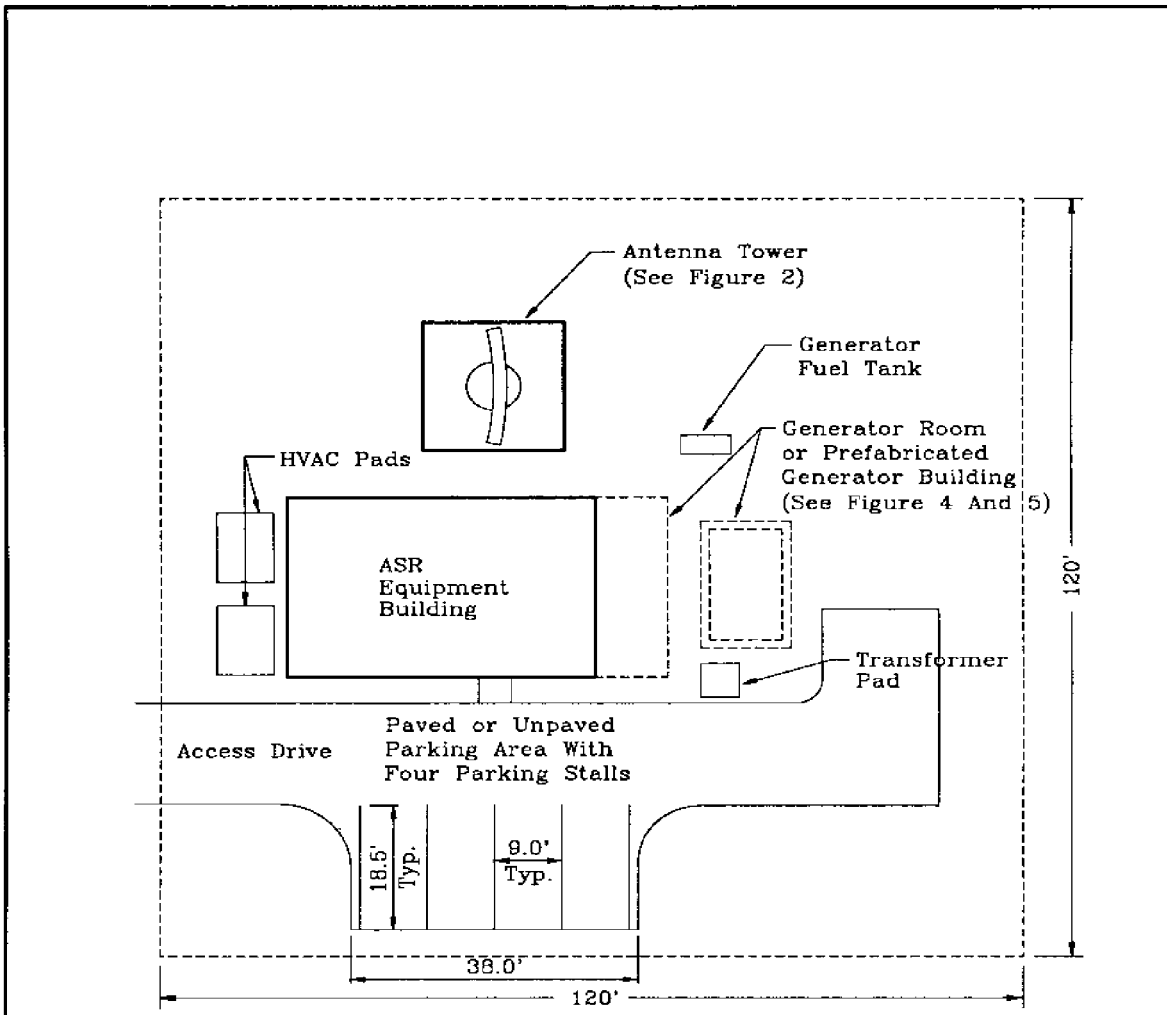 Antenna Tower
(See Figure 2)
Generator
Fuel Tank
Generator Room
or Prefabricated
Generator Building
(See Figure 4 And 5)
HVAC Pads
ASR
Equipment
Building
120'
Transformer
Pad
Paved or Unpaved
Parking Area With
Four Parking Stalls
Access Drive
18.5'
Typ.
9.0'
Typ.
38.0'
120'